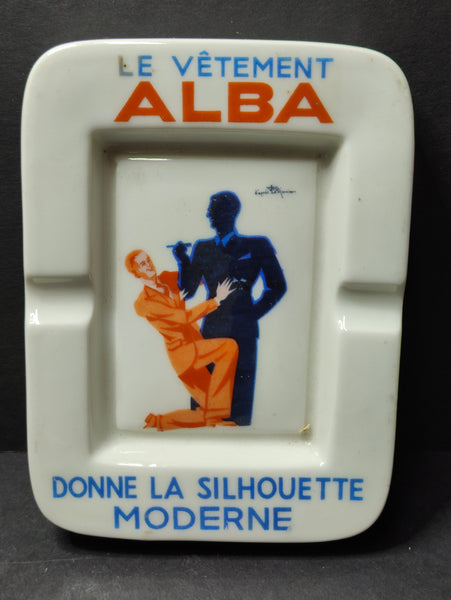 LE VÊTEMENT
ALBA
DONNE LA SILHOUETTE
MODERNE